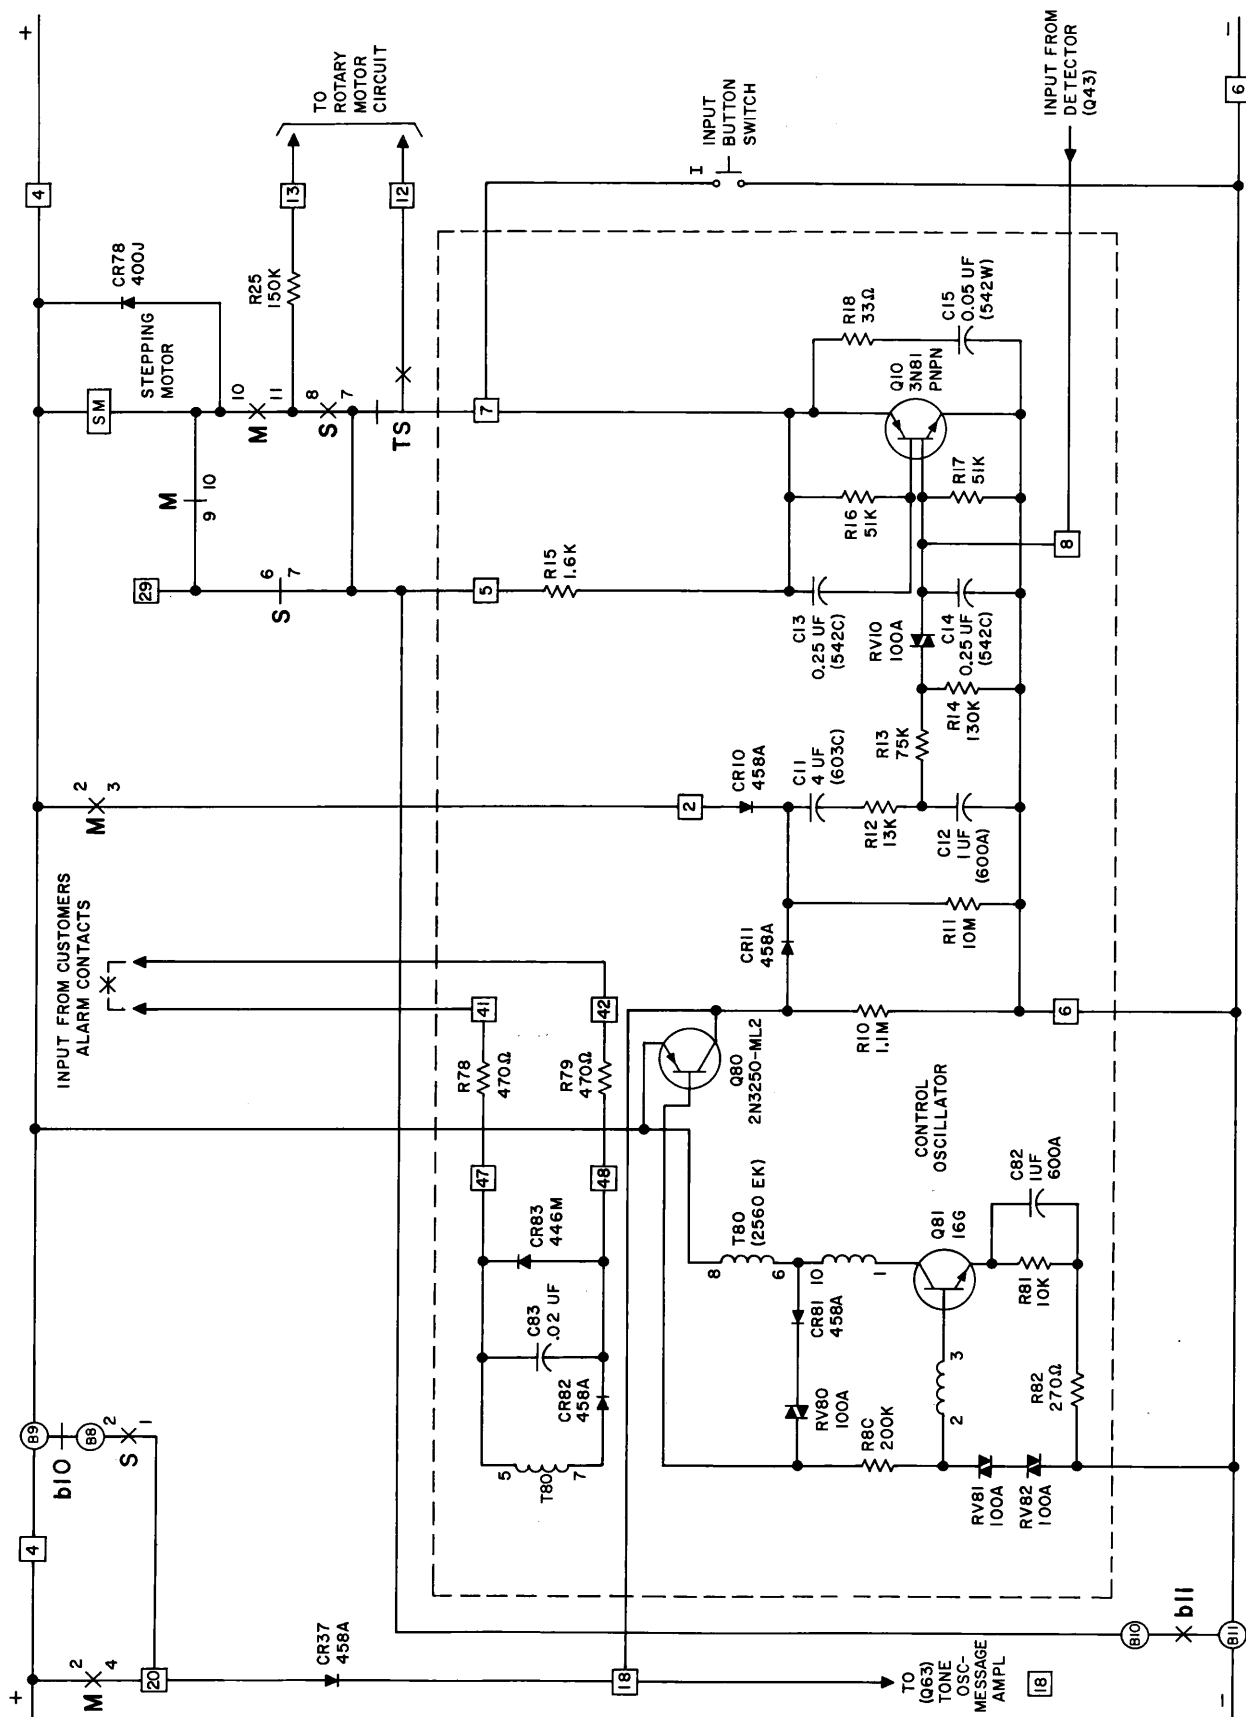 +
4
CR78
400J
SM
STEPPING
MOTOR
10
M
11
R25
150K
13
TO
ROTARY
MOTOR
CIRCUIT
12
8
S
7
TS
M
9
10
29
6
S
7
5
R15
1.6K
7
I
INPUT
BUTTON
SWITCH
INPUT FROM
DETECTOR
(Q43)
8
6
–
R18
33Ω
C15
0.05 UF
(542W)
Q10
3N81
PNPN
R16
51K
R17
51K
C13
0.25 UF
(542C)
RV10
100A
C14
0.25 UF
(542C)
R14
130K
R13
75K
2
M
3
2
CR10
458A
C11
4 UF
(603C)
R12
13K
C12
1 UF
(600A)
R11
10M
CR11
458A
R10
1.1M
6
INPUT FROM CUSTOMERS
ALARM CONTACTS
41
42
R78
470Ω
R79
470Ω
47
48
Q80
2N3250-ML2
CONTROL
OSCILLATOR
CR83
446M
C83
.02 UF
CR82
458A
5
T80
7
T80
(2560 EK)
8
6
10
1
CR81
458A
RV80
100A
R8C
200K
Q81
16G
C82
1UF
600A
R81
10K
R82
270Ω
2
3
RV81
100A
RV82
100A
B9
b10
B8
2
S
1
4
+
2
M
4
20
CR37
458A
18
TO
(Q63)
TONE
OSC-
MESSAGE
AMPL
18
B10
b11
B11
–